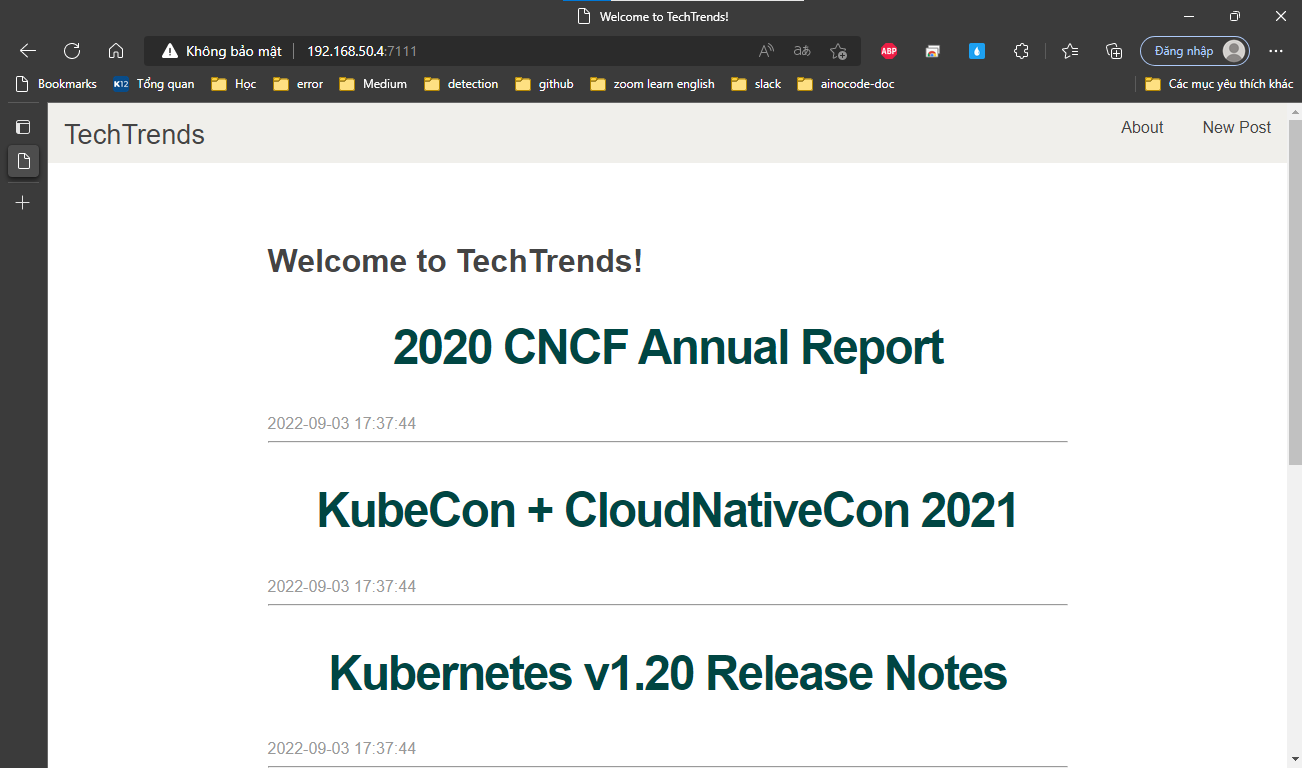 Welcome to TechTrends!
Không bảo mật 192.168.50.4:7111 A aあ ABP Đăng nhập
Bookmarks K12 Tổng quan Học error Medium detection github zoom learn english slack ainocode-doc Các mục yêu thích khác
TechTrends About New Post
Welcome to TechTrends!
2020 CNCF Annual Report
2022-09-03 17:37:44
KubeCon + CloudNativeCon 2021
2022-09-03 17:37:44
Kubernetes v1.20 Release Notes
2022-09-03 17:37:44